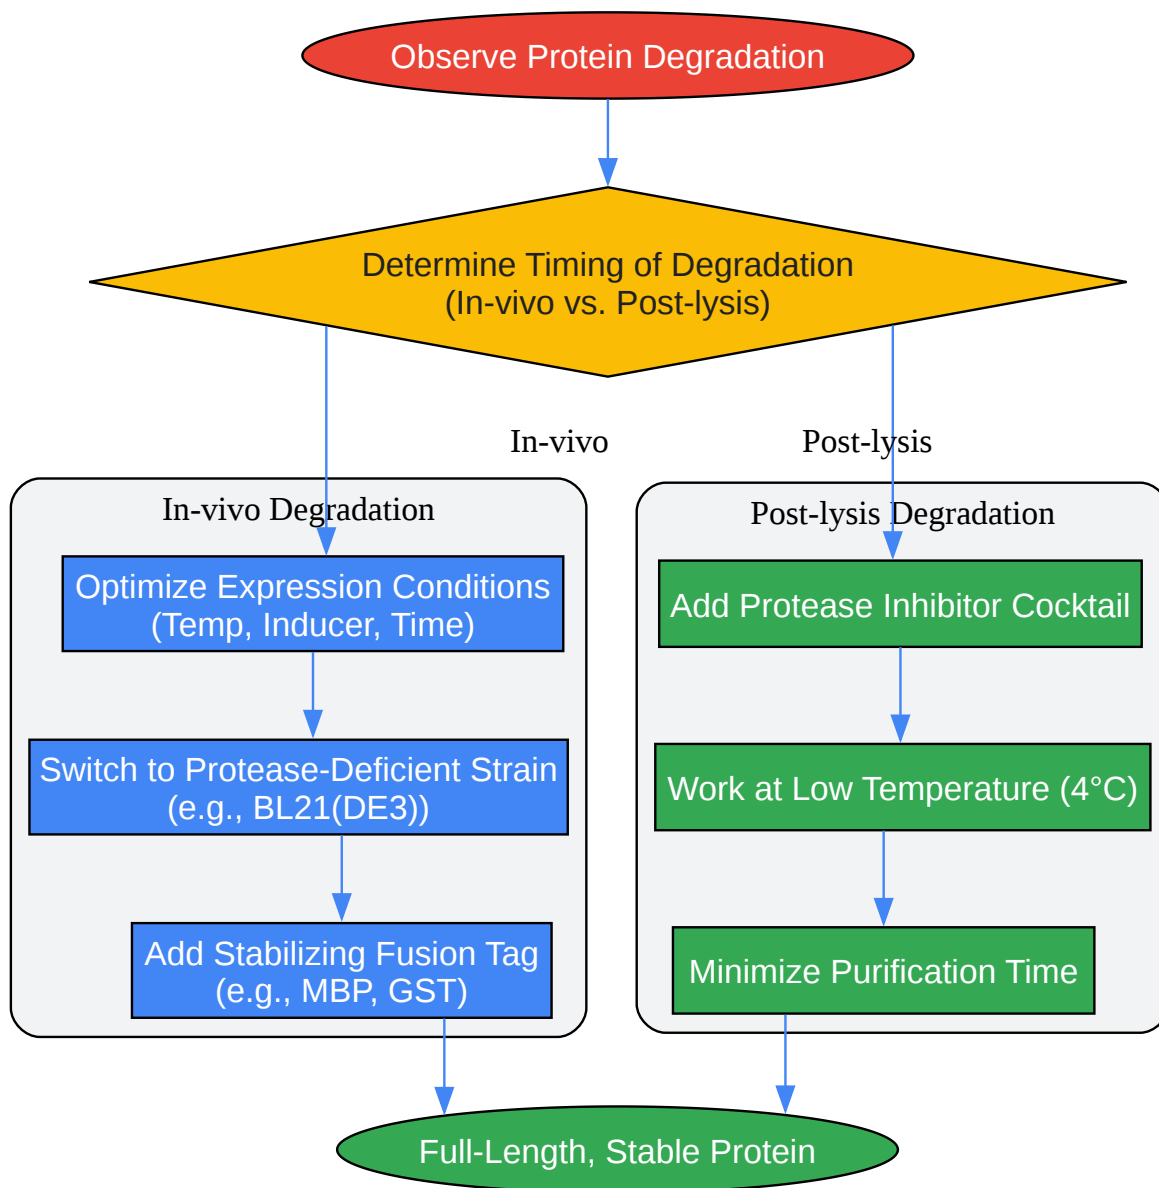 Observe Protein Degradation
Determine Timing of Degradation
(In-vivo vs. Post-lysis)
In-vivo
Post-lysis
In-vivo Degradation
Optimize Expression Conditions
(Temp, Inducer, Time)
Switch to Protease-Deficient Strain
(e.g., BL21(DE3))
Add Stabilizing Fusion Tag
(e.g., MBP, GST)
Post-lysis Degradation
Add Protease Inhibitor Cocktail
Work at Low Temperature (4°C)
Minimize Purification Time
Full-Length, Stable Protein